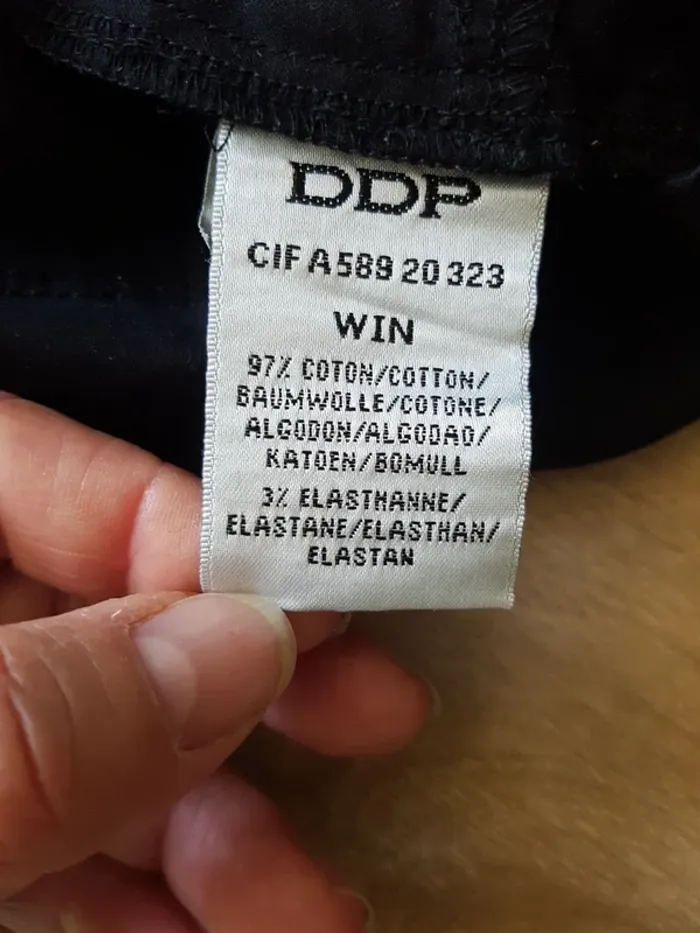 DDP
CIF A589 20 323
WIN
97% COTON/COTTON/
BAUMWOLLE/COTONE/
ALGODON/ALGODAO/
KATOEN/BOMULL
3% ELASTHANNE/
ELASTANE/ELASTHAN/
ELASTAN